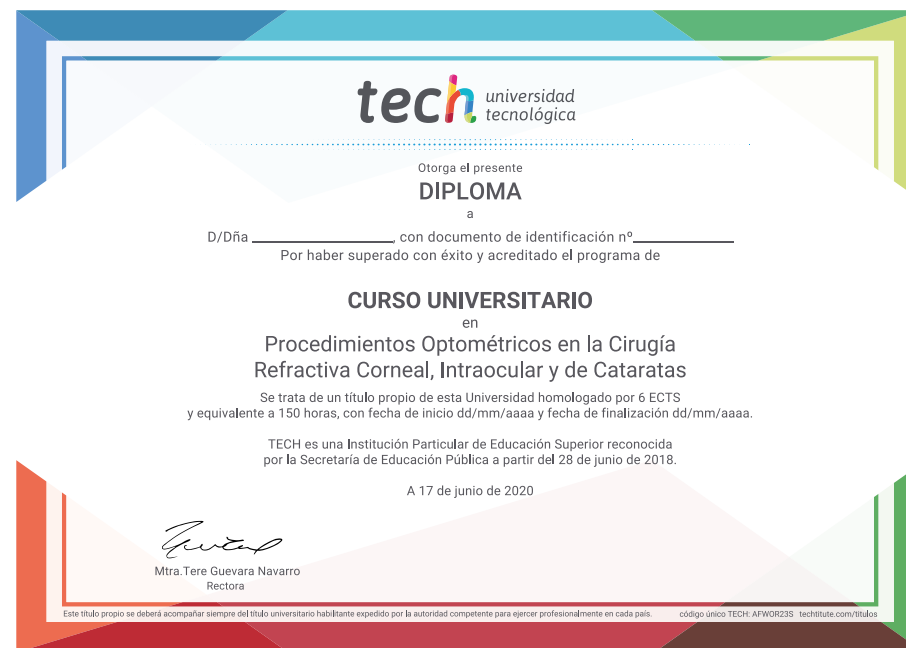 tech universidad
tecnológica
Otorga el presente
DIPLOMA
a
D/Dña ____________________, con documento de identificación nº______________
Por haber superado con éxito y acreditado el programa de
CURSO UNIVERSITARIO
en
Procedimientos Optométricos en la Cirugía
Refractiva Corneal, Intraocular y de Cataratas
Se trata de un título propio de esta Universidad homologado por 6 ECTS
y equivalente a 150 horas, con fecha de inicio dd/mm/aaaa y fecha de finalización dd/mm/aaaa.
TECH es una Institución Particular de Educación Superior reconocida
por la Secretaría de Educación Pública a partir del 28 de junio de 2018.
A 17 de junio de 2020
Mtra.Tere Guevara Navarro
Rectora
Este título propio se deberá acompañar siempre del título universitario habilitante expedido por la autoridad competente para ejercer profesionalmente en cada país. código único TECH: AFWOR23S techtitute.com/títulos